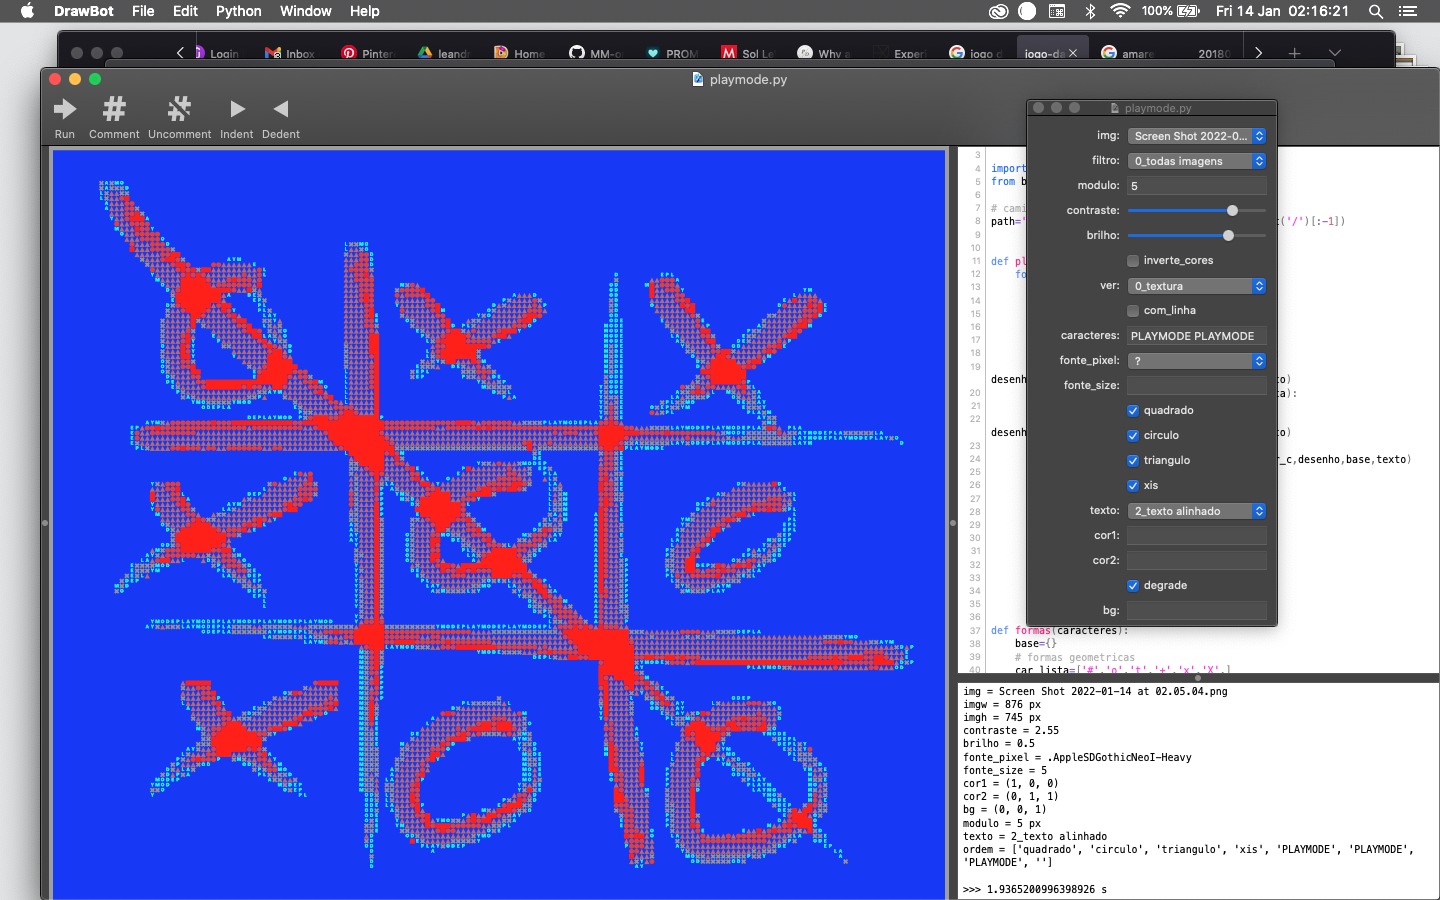 DrawBot File Edit Python Window Help 100% Fri 14 Jan 02:16:21
Login Inbox Pinter leandr Home MM-o PROM Sol Le Why a Experi jogo d jogo-da amare 20180
playmode.py
Run Comment Uncomment Indent Dedent
playmode.py
img: Screen Shot 2022-0...
filtro: 0_todas imagens
modulo: 5
contraste:
brilho:
inverte_cores
ver: 0_textura
com_linha
caracteres: PLAYMODE PLAYMODE
fonte_pixel: ?
fonte_size:
quadrado
circulo
triangulo
xis
texto: 2_texto alinhado
cor1:
cor2:
degrade
bg:
3
4 import
5 from b
6
7 # cami
8 path=' t('/')[:-1])
9
10
11 def pl
12 fo
13
14
15
16
17
18
19
desenh to)
20 ta):
21
22
desenh to)
23
24 r_c,desenho,base,texto)
25
26
27
28
29
30
31
32
33
34
35
36
37 def formas(caracteres):
38 base={}
39 # formas geometricas
40 car_lista=['#','o','t','+','x','X',]
img = Screen Shot 2022-01-14 at 02.05.04.png
imgw = 876 px
imgh = 745 px
contraste = 2.55
brilho = 0.5
fonte_pixel = .AppleSDGothicNeoI-Heavy
fonte_size = 5
cor1 = (1, 0, 0)
cor2 = (0, 1, 1)
bg = (0, 0, 1)
modulo = 5 px
texto = 2_texto alinhado
ordem = ['quadrado', 'circulo', 'triangulo', 'xis', 'PLAYMODE', 'PLAYMODE',
'PLAYMODE', '']
>>> 1.9365200996398926 s